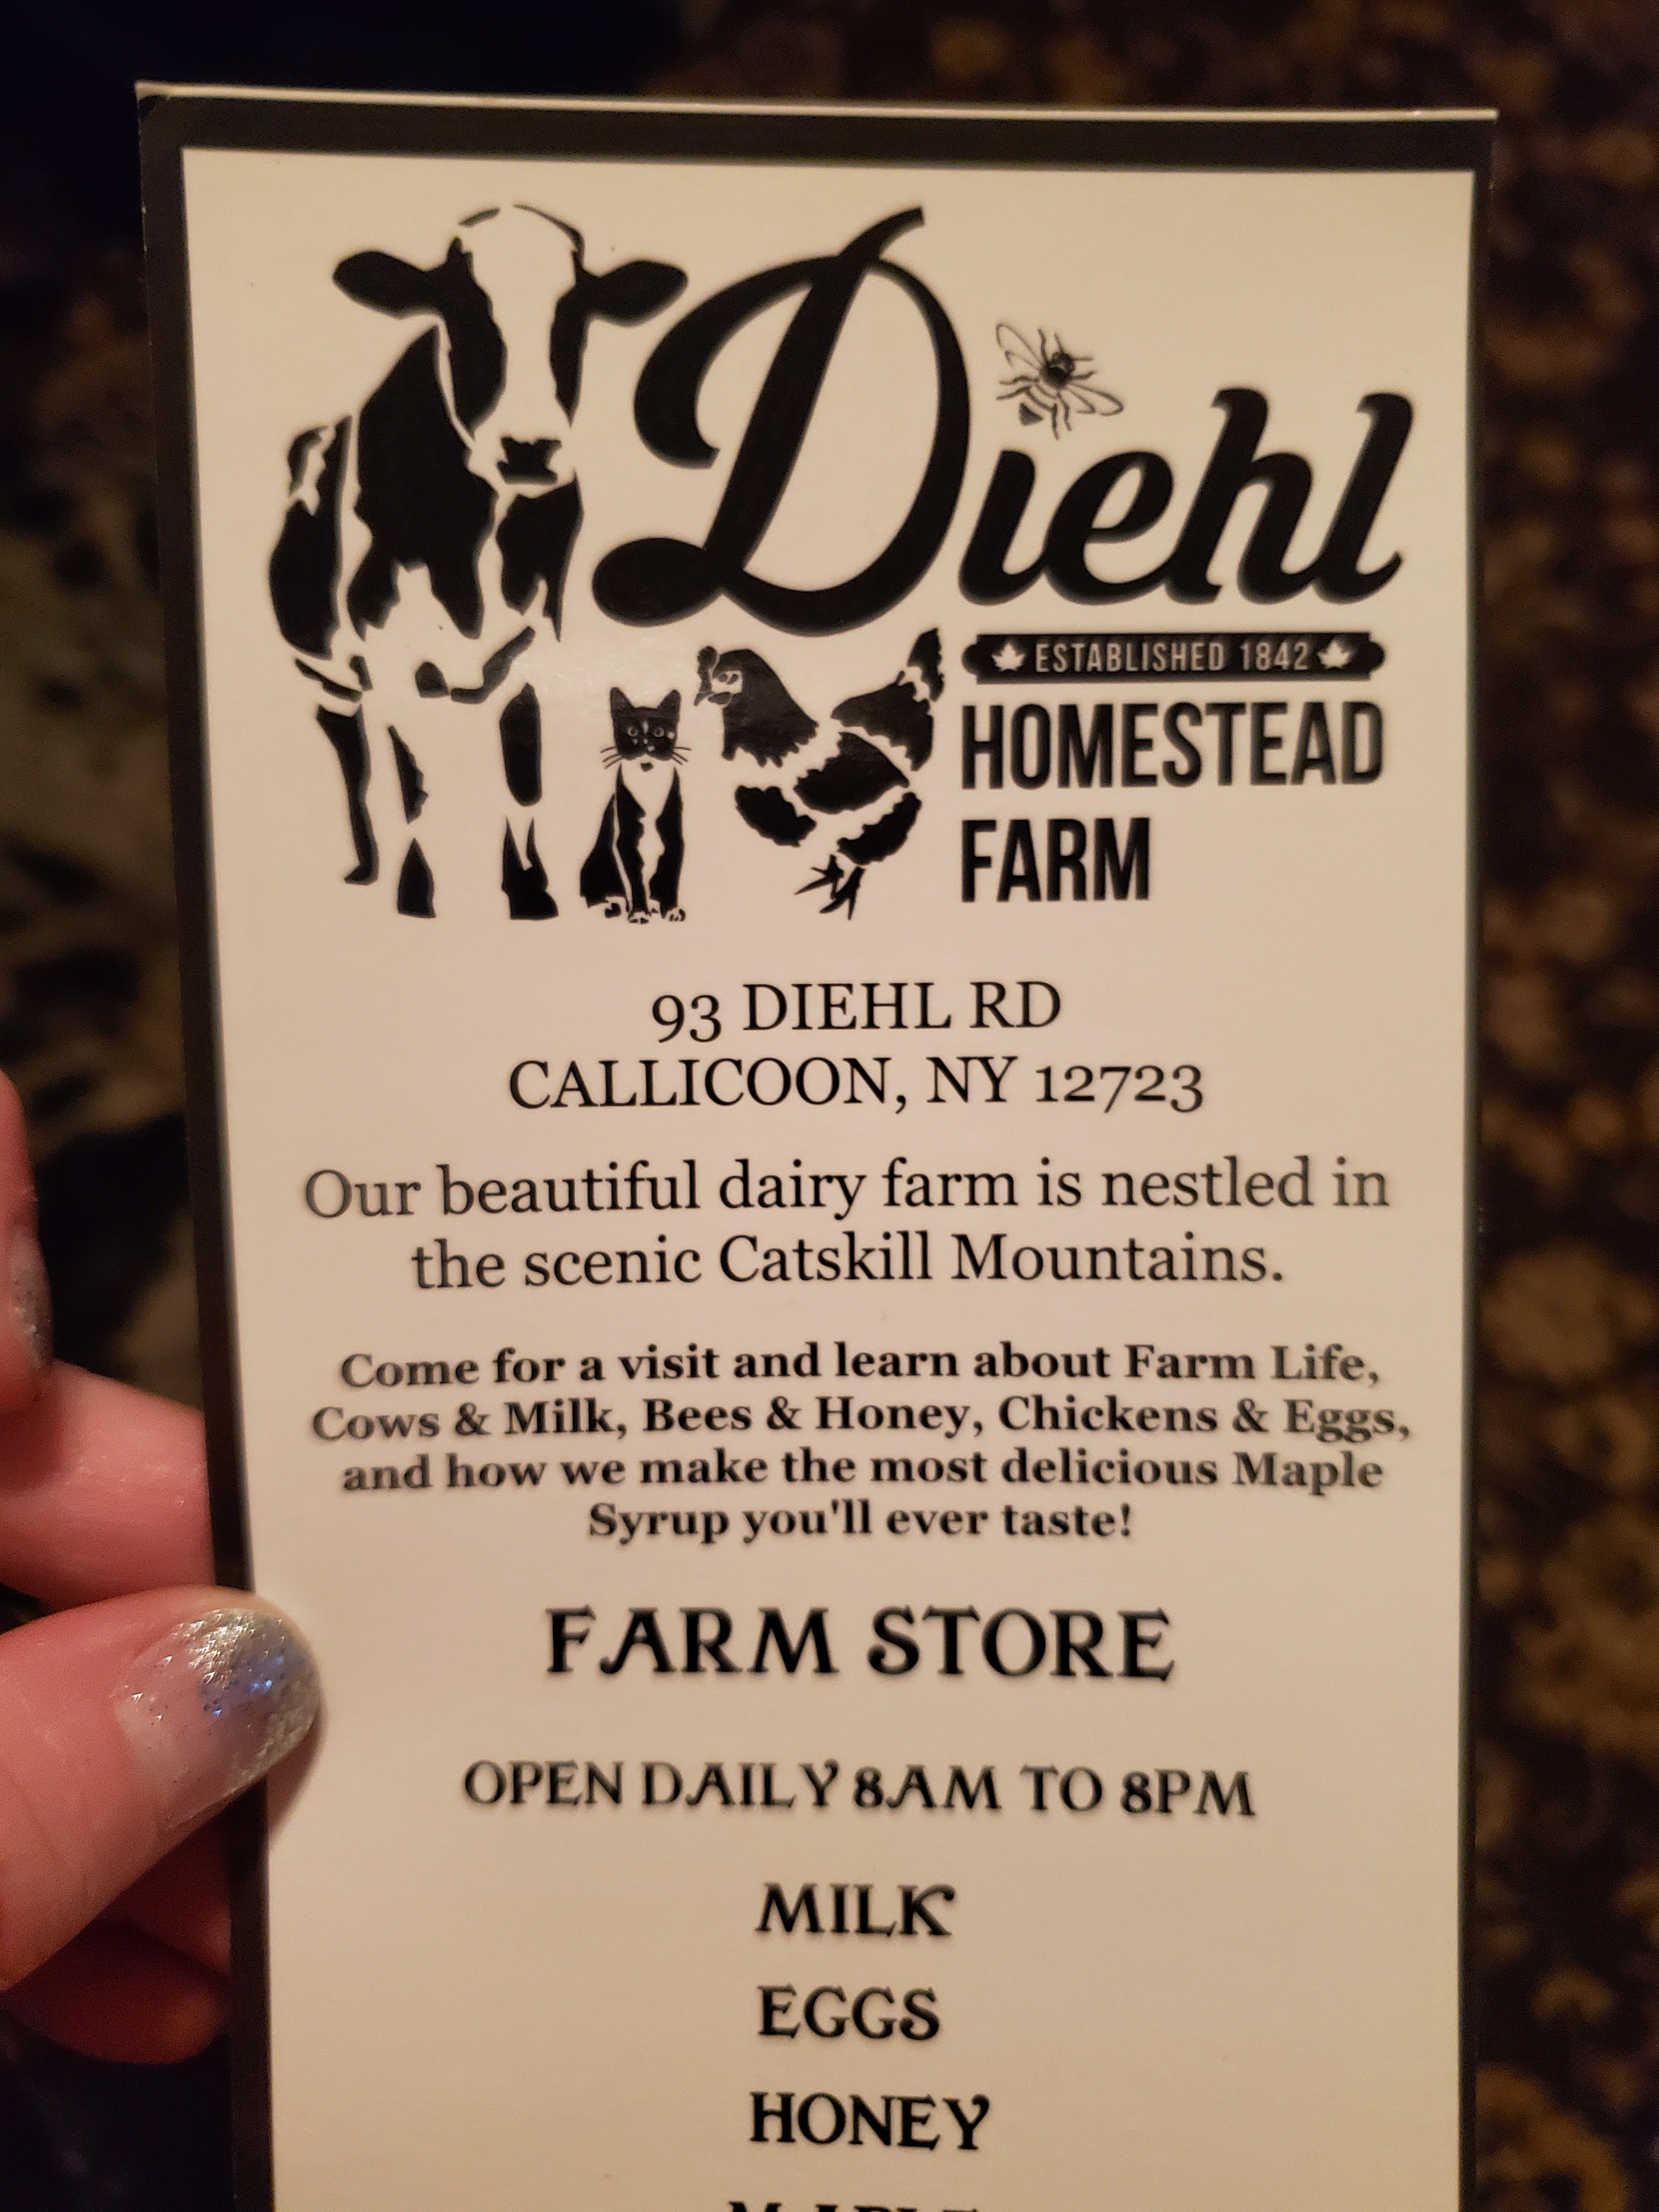 Diehl
ESTABLISHED 1842
HOMESTEAD
FARM
93 DIEHL RD
CALLICOON, NY 12723
Our beautiful dairy farm is nestled in
the scenic Catskill Mountains.
Come for a visit and learn about Farm Life,
Cows & Milk, Bees & Honey, Chickens & Eggs,
and how we make the most delicious Maple
Syrup you'll ever taste!
FARM STORE
OPEN DAILY 8AM TO 8PM
MILK
EGGS
HONEY